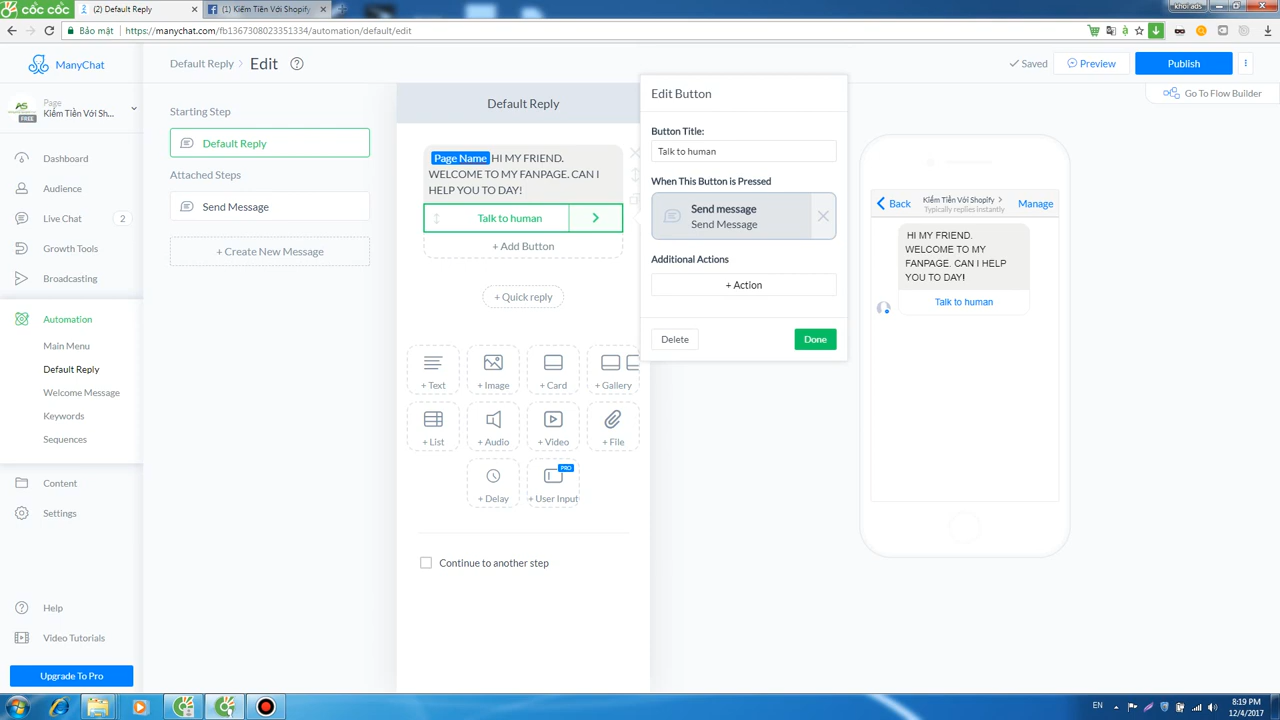 CỐC CỐC
(2) Default Reply
(1) Kiếm Tiền Với Shopify
khoi ads
Bảo mật
https://manychat.com/fb1367308023351334/automation/default/edit
ManyChat
Default Reply
Edit
Saved
Preview
Publish
Go To Flow Builder
AS
FREE
Page
Kiếm Tiền Với Sh...
Dashboard
Audience
Live Chat
2
Growth Tools
Broadcasting
Automation
Main Menu
Default Reply
Welcome Message
Keywords
Sequences
Content
Settings
Help
Video Tutorials
Upgrade To Pro
Starting Step
Default Reply
Attached Steps
Send Message
+ Create New Message
Default Reply
Page Name HI MY FRIEND.
WELCOME TO MY FANPAGE. CAN I
HELP YOU TO DAY!
Talk to human
+ Add Button
+ Quick reply
+ Text
+ Image
+ Card
+ Gallery
+ List
+ Audio
+ Video
+ File
+ Delay
PRO
+ User Input
Continue to another step
Edit Button
Button Title:
Talk to human
When This Button is Pressed
Send message
Send Message
Additional Actions
+ Action
Delete
Done
Back
Kiếm Tiền Với Shopify
Typically replies instantly
Manage
HI MY FRIEND.
WELCOME TO MY
FANPAGE. CAN I HELP
YOU TO DAY!
Talk to human
EN
8:19 PM
12/4/2017